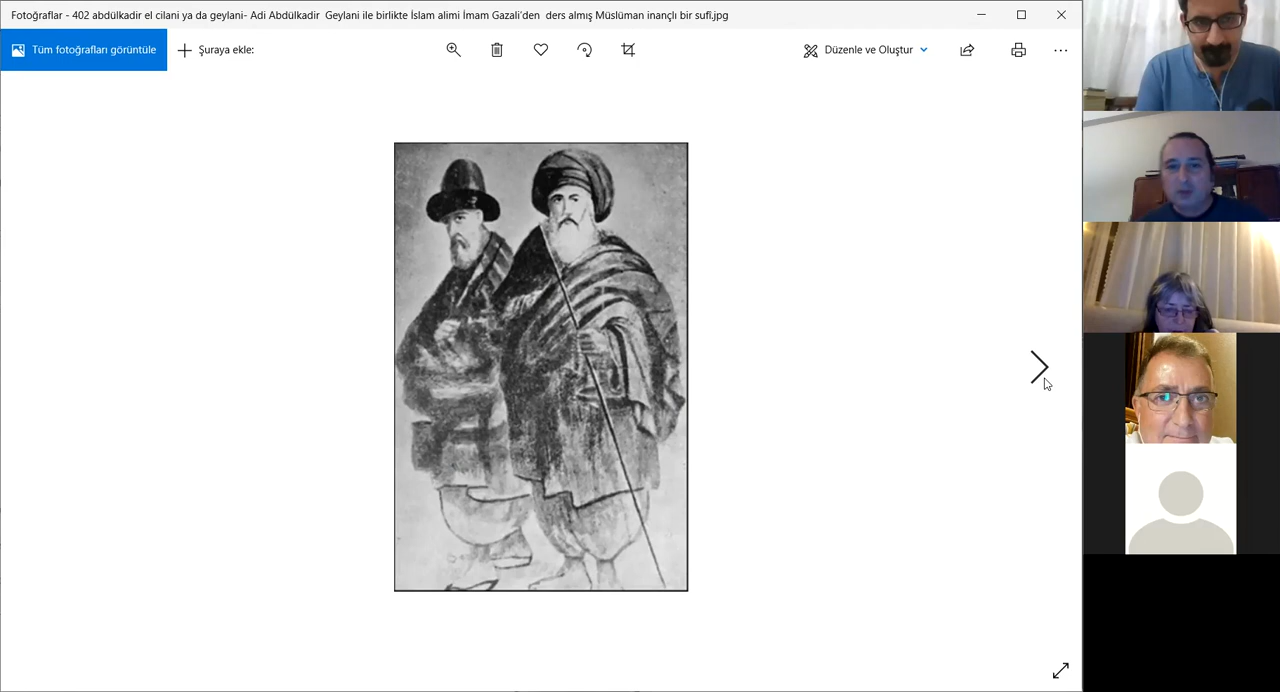 Fotoğraflar - 402 abdülkadir el cilani ya da geylani- Adi Abdülkadir  Geylani ile birlikte İslam alimi İmam Gazali'den  ders almış Müslüman inançlı bir sufi.jpg
Tüm fotoğrafları görüntüle
Şuraya ekle:
Düzenle ve Oluştur